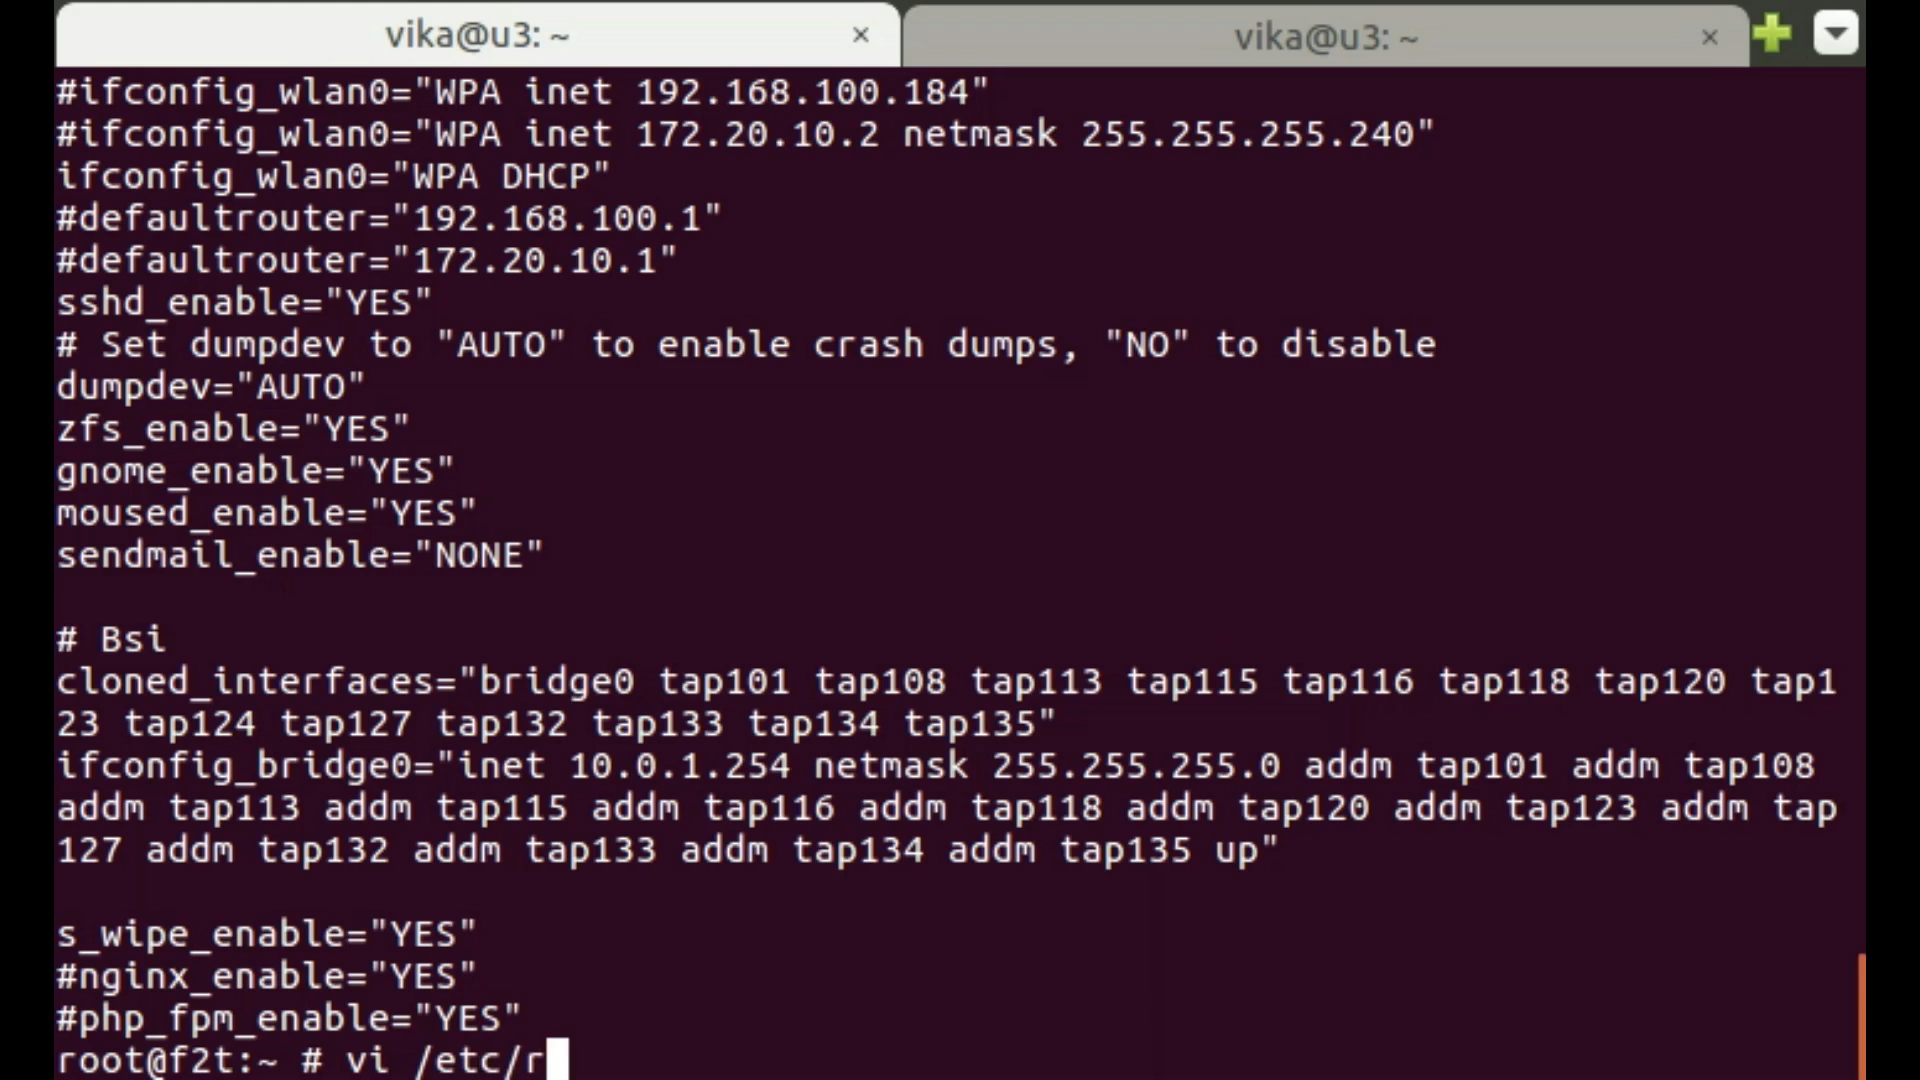 vika@u3: ~ ×
vika@u3: ~ ×
#ifconfig_wlan0="WPA inet 192.168.100.184"
#ifconfig_wlan0="WPA inet 172.20.10.2 netmask 255.255.255.240"
ifconfig_wlan0="WPA DHCP"
#defaultrouter="192.168.100.1"
#defaultrouter="172.20.10.1"
sshd_enable="YES"
# Set dumpdev to "AUTO" to enable crash dumps, "NO" to disable
dumpdev="AUTO"
zfs_enable="YES"
gnome_enable="YES"
moused_enable="YES"
sendmail_enable="NONE"
# Bsi
cloned_interfaces="bridge0 tap101 tap108 tap113 tap115 tap116 tap118 tap120 tap1
23 tap124 tap127 tap132 tap133 tap134 tap135"
ifconfig_bridge0="inet 10.0.1.254 netmask 255.255.255.0 addm tap101 addm tap108
addm tap113 addm tap115 addm tap116 addm tap118 addm tap120 addm tap123 addm tap
127 addm tap132 addm tap133 addm tap134 addm tap135 up"
s_wipe_enable="YES"
#nginx_enable="YES"
#php_fpm_enable="YES"
root@f2t:~ # vi /etc/r